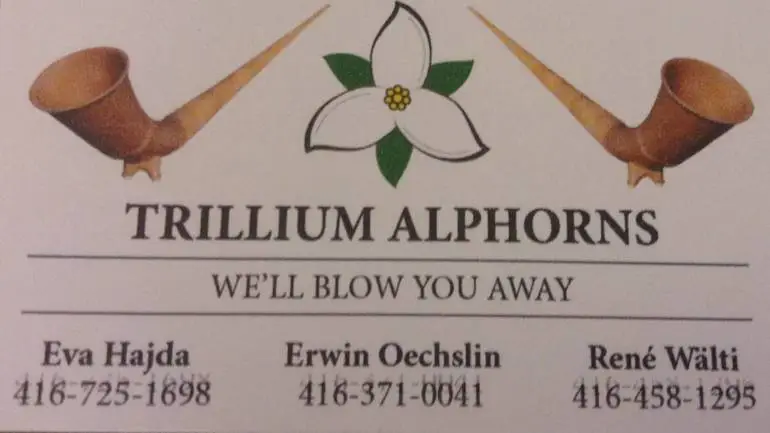 TRILLIUM ALPHORNS
WE'LL BLOW YOU AWAY
Eva Hajda Erwin Oechslin René Wälti
416-725-1698 416-371-0041 416-458-1295